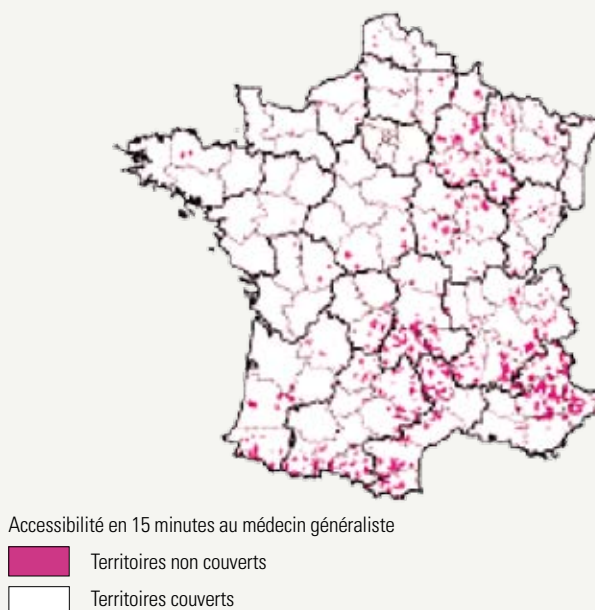 Accessibilité en 15 minutes au médecin généraliste
Territoires non couverts
Territoires couverts